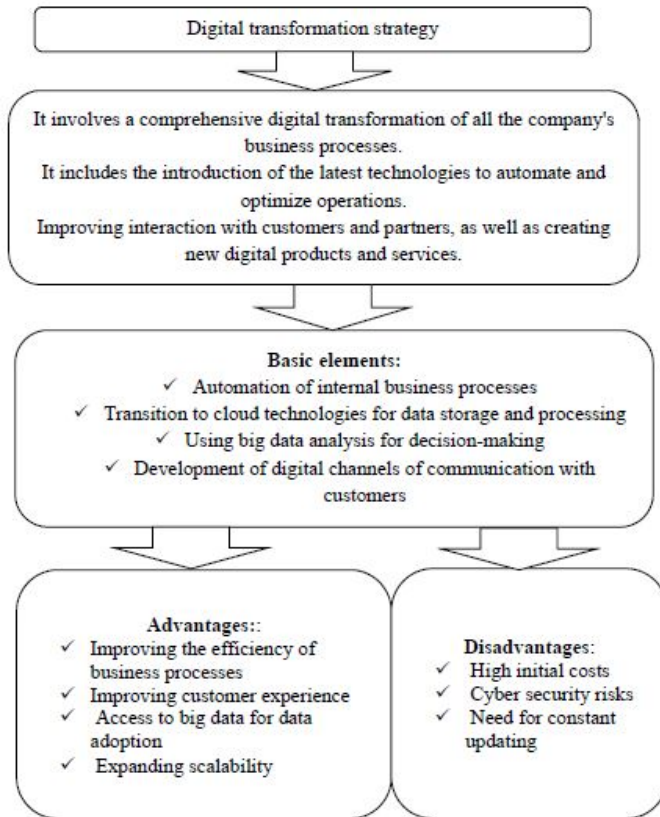 Digital transformation strategy
It involves a comprehensive digital transformation of all the company's
business processes.
It includes the introduction of the latest technologies to automate and
optimize operations.
Improving interaction with customers and partners, as well as creating
new digital products and services.
Basic elements:
✓ Automation of internal business processes
✓ Transition to cloud technologies for data storage and processing
✓ Using big data analysis for decision-making
✓ Development of digital channels of communication with
customers
Advantages::
✓ Improving the efficiency of
business processes
✓ Improving customer experience
✓ Access to big data for data
adoption
✓ Expanding scalability
Disadvantages:
✓ High initial costs
✓ Cyber security risks
✓ Need for constant
updating